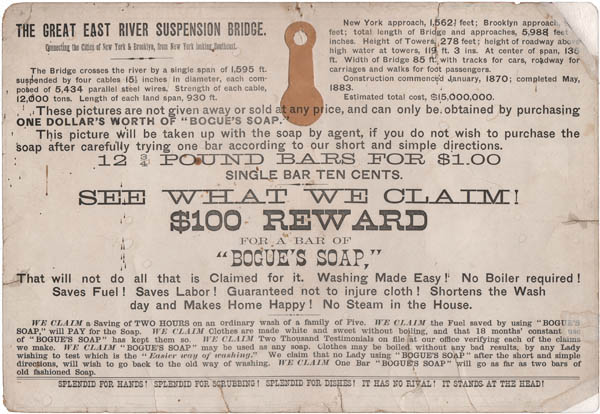 THE GREAT EAST RIVER SUSPENSION BRIDGE.
Connecting the Cities of New York & Brooklyn, from New York looking Southeast.
The Bridge crosses the river by a single span of 1,595 ft.
suspended by four cables 15½ inches in diameter, each com-
posed of 5,434 parallel steel wires. Strength of each cable,
12,000 tons. Length of each land span, 930 ft.
New York approach, 1,562½ feet; Brooklyn approach,
feet; total length of Bridge and approaches, 5,988 feet
inches. Height of Towers, 278 feet; height of roadway above
high water at towers, 119 ft. 3 ins. At center of span, 135
ft. Width of Bridge 85 ft. with tracks for cars, roadway for
carriages and walks for foot passengers.
Construction commenced January, 1870; completed May,
1883.
Estimated total cost, $15,000,000.
These pictures are not given away or sold at any price, and can only be obtained by purchasing
ONE DOLLAR'S WORTH OF "BOGUE'S SOAP."
This picture will be taken up with the soap by agent, if you do not wish to purchase the
soap after carefully trying one bar according to our short and simple directions.
12 ¾ POUND BARS FOR $1.00
SINGLE BAR TEN CENTS.
SEE WHAT WE CLAIM!
$100 REWARD
FOR A BAR OF
"BOGUE'S SOAP,"
That will not do all that is Claimed for it. Washing Made Easy! No Boiler required!
Saves Fuel! Saves Labor! Guaranteed not to injure cloth! Shortens the Wash
day and Makes Home Happy! No Steam in the House.
WE CLAIM a Saving of TWO HOURS on an ordinary wash of a family of Five. WE CLAIM the Fuel saved by using "BOGUE'S
SOAP," will PAY for the Soap. WE CLAIM Clothes are made white and sweet without boiling, and that 18 months' constant use
of "BOGUE'S SOAP" has kept them so. WE CLAIM Two Thousand Testimonials on file at our office verifying each of the claims
we make. WE CLAIM "BOGUE'S SOAP" may be used as any soap. Clothes may be boiled without any bad results, by any Lady
wishing to test which is the "Easier way of washing." We claim that no Lady using "BOGUE'S SOAP" after the short and simple
directions, will wish to go back to the old way of washing. WE CLAIM One Bar "BOGUE'S SOAP" will go as far as two bars of
old fashioned Soap.
SPLENDID FOR HANDS! SPLENDID FOR SCRUBBING! SPLENDID FOR DISHES! IT HAS NO RIVAL! IT STANDS AT THE HEAD!